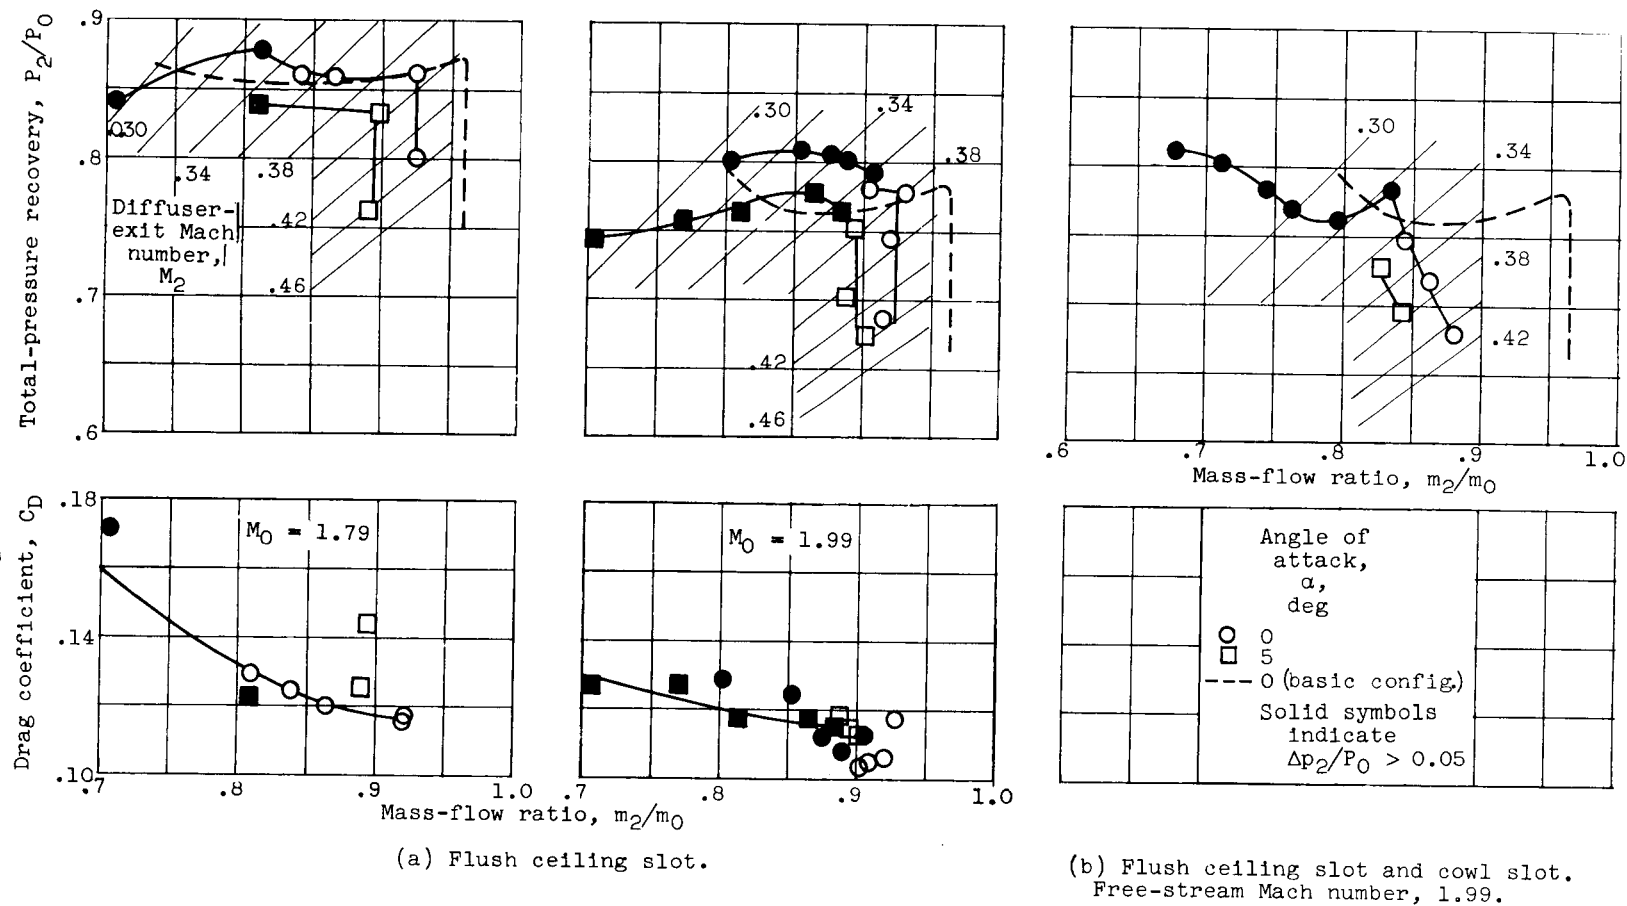 Total-pressure recovery, P2/P0
.9
.8
.7
.6
.030
.34
.38
.42
.46
Diffuser-
exit Mach
number,
M2
.30
.34
.38
.42
.46
.30
.34
.38
.42
.6
.7
.8
.9
1.0
Mass-flow ratio, m2/m0
Drag coefficient, CD
.18
.14
.10
M0 = 1.79
M0 = 1.99
.7
.8
.9
1.0
.7
.8
.9
1.0
Mass-flow ratio, m2/m0
Angle of
attack,
α,
deg
0
5
0 (basic config.)
Solid symbols
indicate
Δp2/P0 > 0.05
(a) Flush ceiling slot.
(b) Flush ceiling slot and cowl slot.
Free-stream Mach number, 1.99.